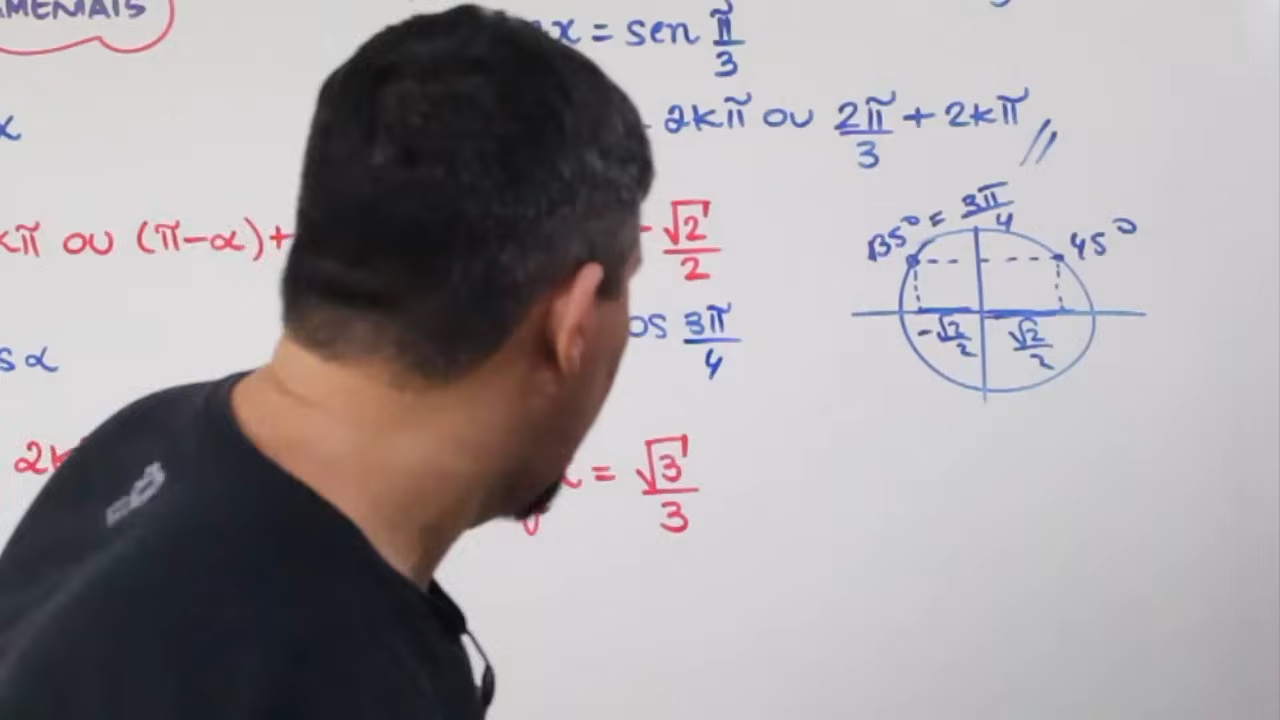 x = sen π/3
2kπ ou 2π/3 + 2kπ //
kπ ou (π-α)+
-√2/2
135° = 3π/4
45°
-√2/2
√2/2
os 3π/4
s α
2k
= √3/3